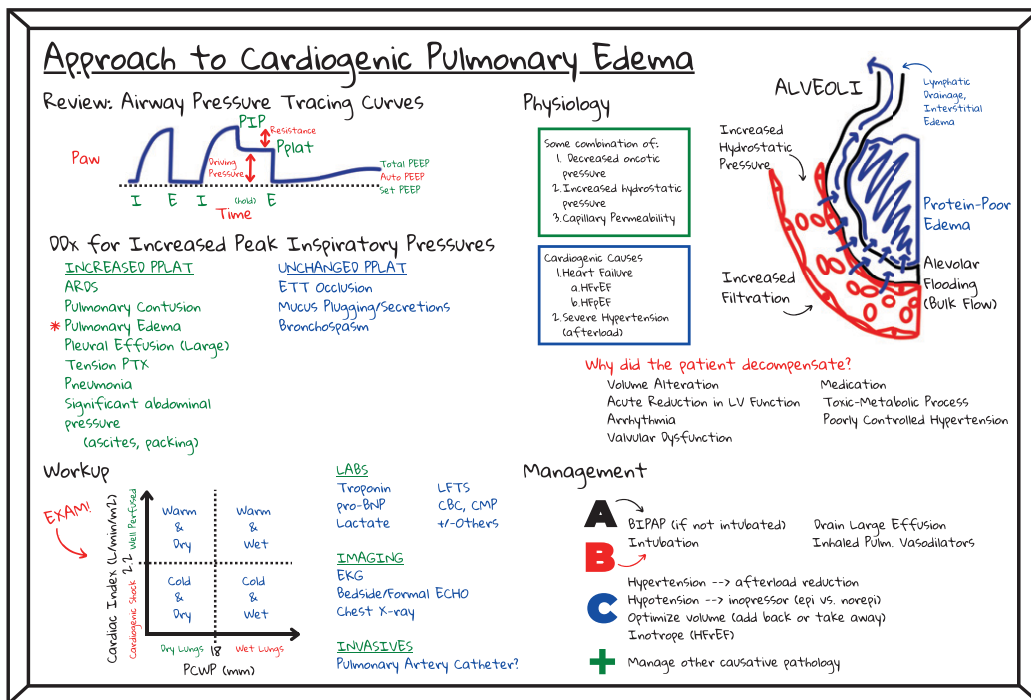 Approach to Cardiogenic Pulmonary Edema
Review: Airway Pressure Tracing Curves
PIP
Resistance
Pplat
Paw
Driving
Pressure
Total PEEP
Auto PEEP
Set PEEP
I E I (hold) E
Time
DDx for Increased Peak Inspiratory Pressures
INCREASED PPLAT
ARDS
Pulmonary Contusion
* Pulmonary Edema
Pleural Effusion (Large)
Tension PTX
Pneumonia
Significant abdominal
pressure
(ascites, packing)
UNCHANGED PPLAT
ETT Occlusion
Mucus Plugging/Secretions
Bronchospasm
Physiology
Some combination of:
1. Decreased oncotic
pressure
2. Increased hydrostatic
pressure
3. Capillary Permeability
Cardiogenic Causes
1. Heart Failure
a. HFrEF
b. HFpEF
2. Severe Hypertension
(afterload)
ALVEOLI
Lymphatic
Drainage,
Interstitial
Edema
Increased
Hydrostatic
Pressure
Protein-Poor
Edema
Increased
Filtration
Alevolar
Flooding
(Bulk Flow)
Why did the patient decompensate?
Volume Alteration
Acute Reduction in LV Function
Arrhythmia
Valvular Dysfunction
Medication
Toxic-Metabolic Process
Poorly Controlled Hypertension
Workup
EXAM!
Cardiac Index (L/min/m2)
Well Perfused
2.2
Cardiogenic Shock
Warm
&
Dry
Warm
&
Wet
Cold
&
Dry
Cold
&
Wet
Dry Lungs 18 Wet Lungs
PCWP (mm)
LABS
Troponin
pro-BNP
Lactate
LFTS
CBC, CMP
+/-Others
IMAGING
EKG
Bedside/Formal ECHO
Chest X-ray
INVASIVES
Pulmonary Artery Catheter?
Management
A
B
BIPAP (if not intubated)
Intubation
Drain Large Effusion
Inhaled Pulm. Vasodilators
C
Hypertension --> afterload reduction
Hypotension --> inopressor (epi vs. norepi)
Optimize volume (add back or take away)
Inotrope (HFrEF)
+ Manage other causative pathology